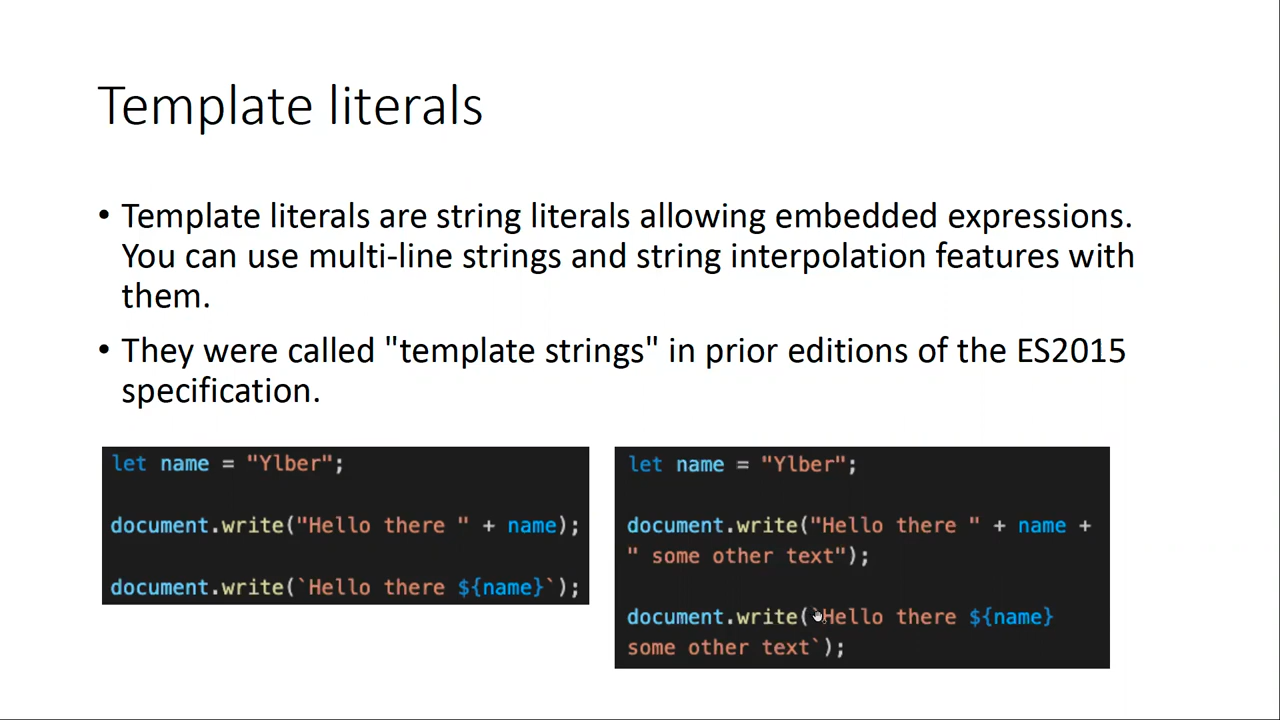 Template literals
• Template literals are string literals allowing embedded expressions.
You can use multi-line strings and string interpolation features with
them.
• They were called "template strings" in prior editions of the ES2015
specification.
let name = "Ylber";
document.write("Hello there " + name);
document.write(`Hello there ${name}`);
let name = "Ylber";
document.write("Hello there " + name +
" some other text");
document.write(`Hello there ${name}
some other text`);